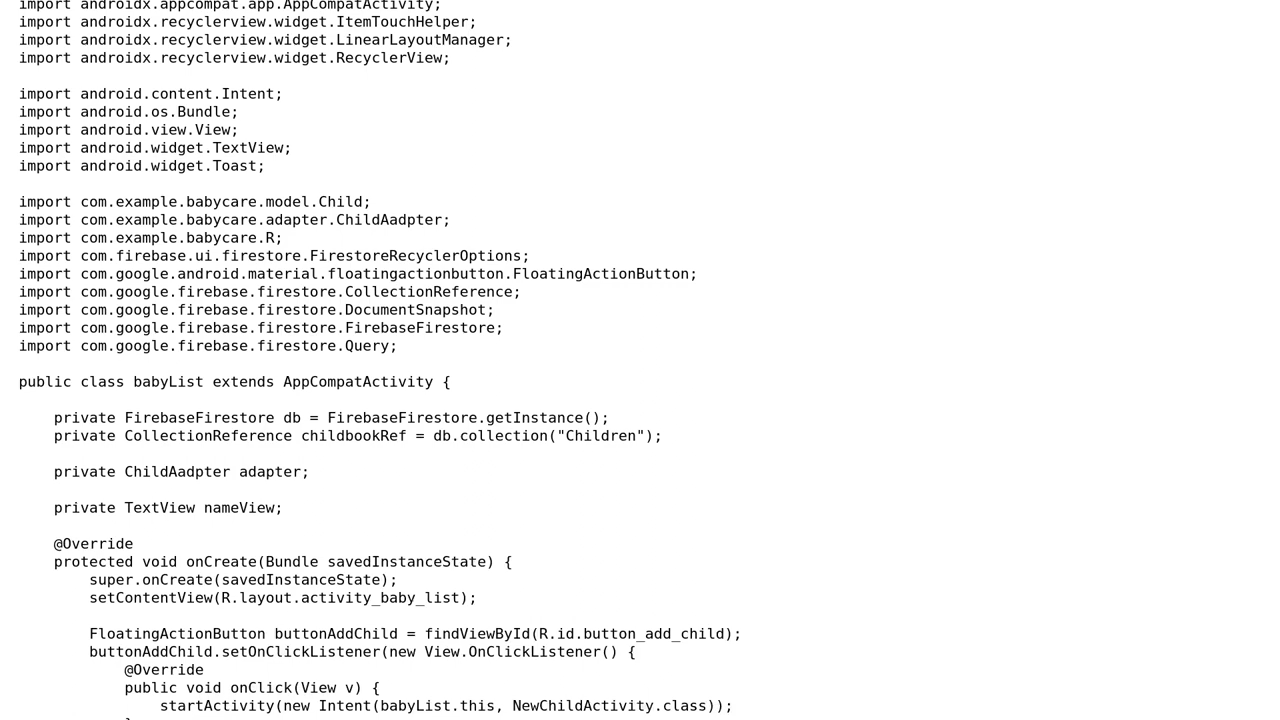 import androidx.appcompat.app.AppCompatActivity;
import androidx.recyclerview.widget.ItemTouchHelper;
import androidx.recyclerview.widget.LinearLayoutManager;
import androidx.recyclerview.widget.RecyclerView;
import android.content.Intent;
import android.os.Bundle;
import android.view.View;
import android.widget.TextView;
import android.widget.Toast;
import com.example.babycare.model.Child;
import com.example.babycare.adapter.ChildAadpter;
import com.example.babycare.R;
import com.firebase.ui.firestore.FirestoreRecyclerOptions;
import com.google.android.material.floatingactionbutton.FloatingActionButton;
import com.google.firebase.firestore.CollectionReference;
import com.google.firebase.firestore.DocumentSnapshot;
import com.google.firebase.firestore.FirebaseFirestore;
import com.google.firebase.firestore.Query;
public class babyList extends AppCompatActivity {
    private FirebaseFirestore db = FirebaseFirestore.getInstance();
    private CollectionReference childbookRef = db.collection("Children");
    private ChildAadpter adapter;
    private TextView nameView;
    @Override
    protected void onCreate(Bundle savedInstanceState) {
        super.onCreate(savedInstanceState);
        setContentView(R.layout.activity_baby_list);
        FloatingActionButton buttonAddChild = findViewById(R.id.button_add_child);
        buttonAddChild.setOnClickListener(new View.OnClickListener() {
            @Override
            public void onClick(View v) {
                startActivity(new Intent(babyList.this, NewChildActivity.class));
            }